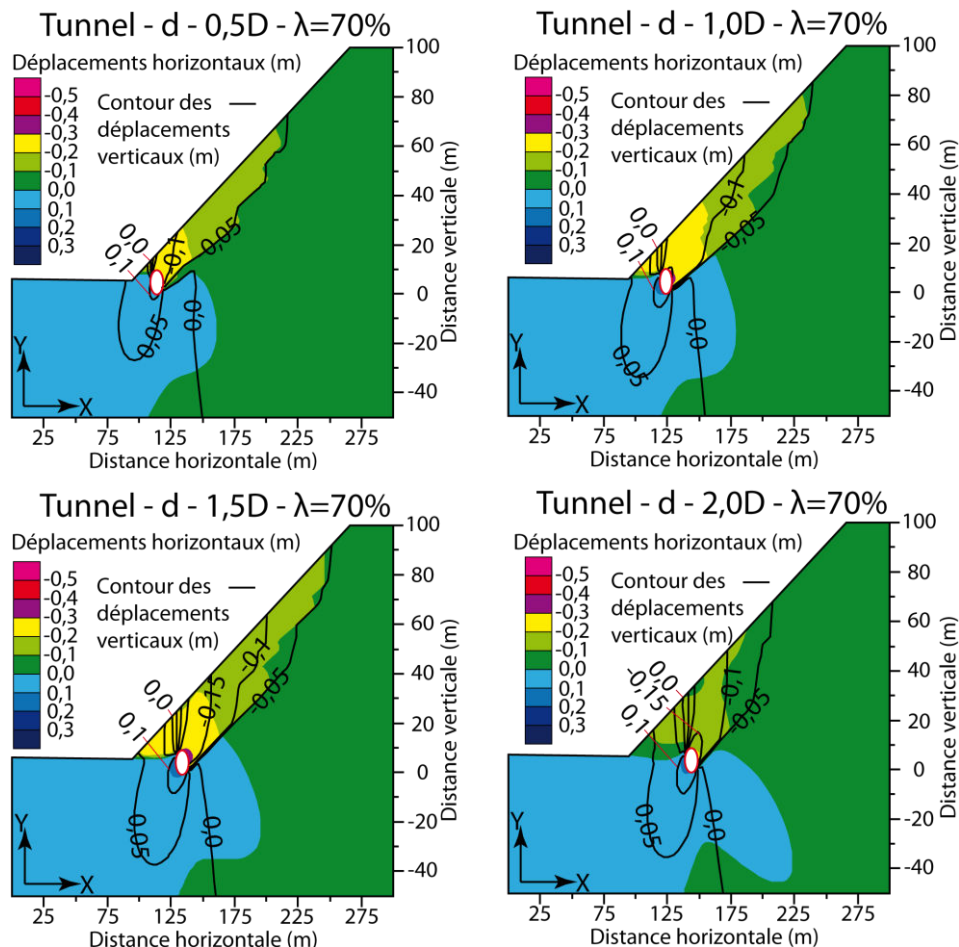 Tunnel - d - 0,5D - λ=70%
Déplacements horizontaux (m)
-0,5
-0,4
-0,3
-0,2
-0,1
0,0
0,1
0,2
0,3
Contour des
déplacements
verticaux (m)
0,0
0,1
-0,1
-0,05
0,05
0,0
Y
X
100
80
60
40
20
0
-20
-40
Distance verticale (m)
25 75 125 175 225 275
Distance horizontale (m)
Tunnel - d - 1,0D - λ=70%
Déplacements horizontaux (m)
-0,5
-0,4
-0,3
-0,2
-0,1
0,0
0,1
0,2
0,3
Contour des
déplacements
verticaux (m)
0,0
0,1
-0,1
-0,05
0,05
0,0
Y
X
100
80
60
40
20
0
-20
-40
Distance verticale (m)
25 75 125 175 225 275
Distance horizontale (m)
Tunnel - d - 1,5D - λ=70%
Déplacements horizontaux (m)
-0,5
-0,4
-0,3
-0,2
-0,1
0,0
0,1
0,2
0,3
Contour des
déplacements
verticaux (m)
0,0
0,1
-0,15
-0,1
-0,05
0,05
0,0
Y
X
100
80
60
40
20
0
-20
-40
Distance verticale (m)
25 75 125 175 225 275
Distance horizontale (m)
Tunnel - d - 2,0D - λ=70%
Déplacements horizontaux (m)
-0,5
-0,4
-0,3
-0,2
-0,1
0,0
0,1
0,2
0,3
Contour des
déplacements
verticaux (m)
0,0
-0,15
0,1
-0,1
-0,05
0,05
0,0
Y
X
100
80
60
40
20
0
-20
-40
Distance verticale (m)
25 75 125 175 225 275
Distance horizontale (m)